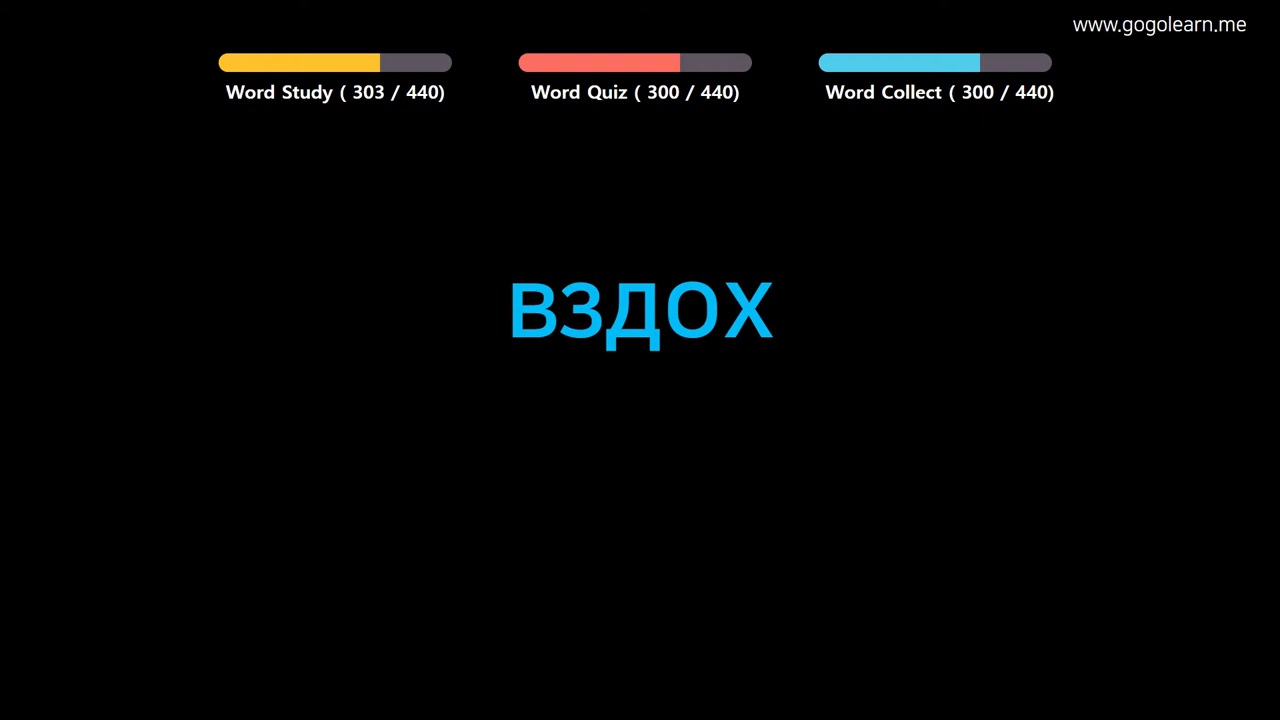 www.gogolearn.me
Word Study ( 303 / 440)
Word Quiz ( 300 / 440)
Word Collect ( 300 / 440)
вздох